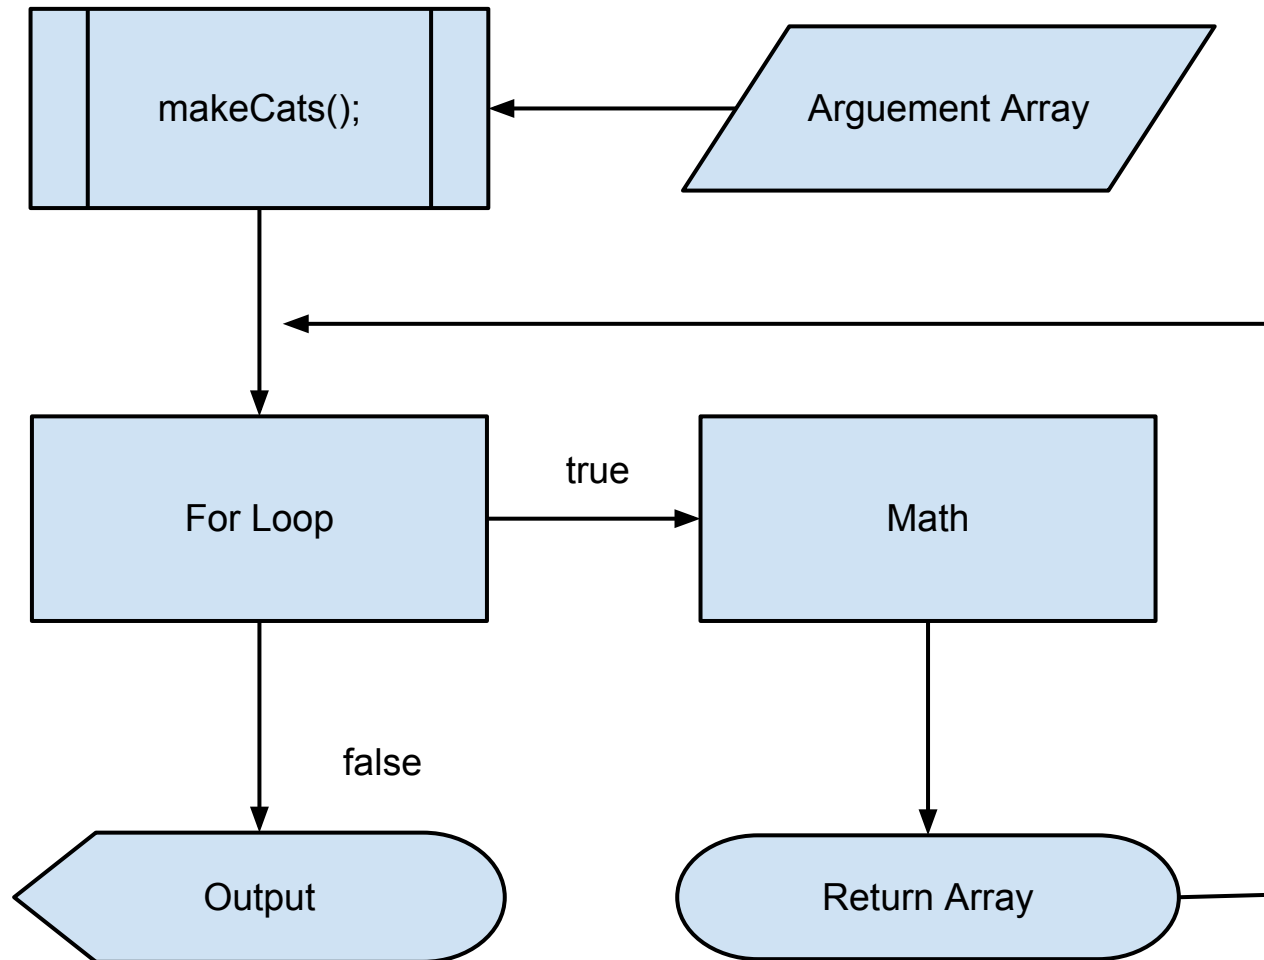 makeCats();
Arguement Array
For Loop
true
Math
false
Output
Return Array